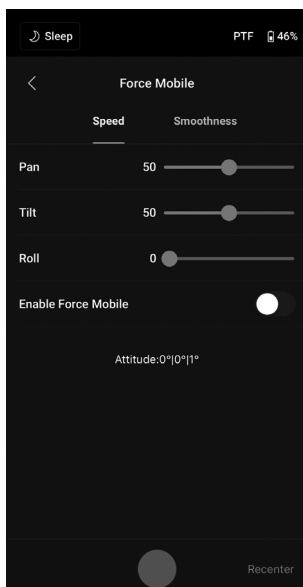 Sleep PTF 46%
Force Mobile
Speed Smoothness
Pan 50
Tilt 50
Roll 0
Enable Force Mobile
Attitude:0°|0°|1°
Recenter